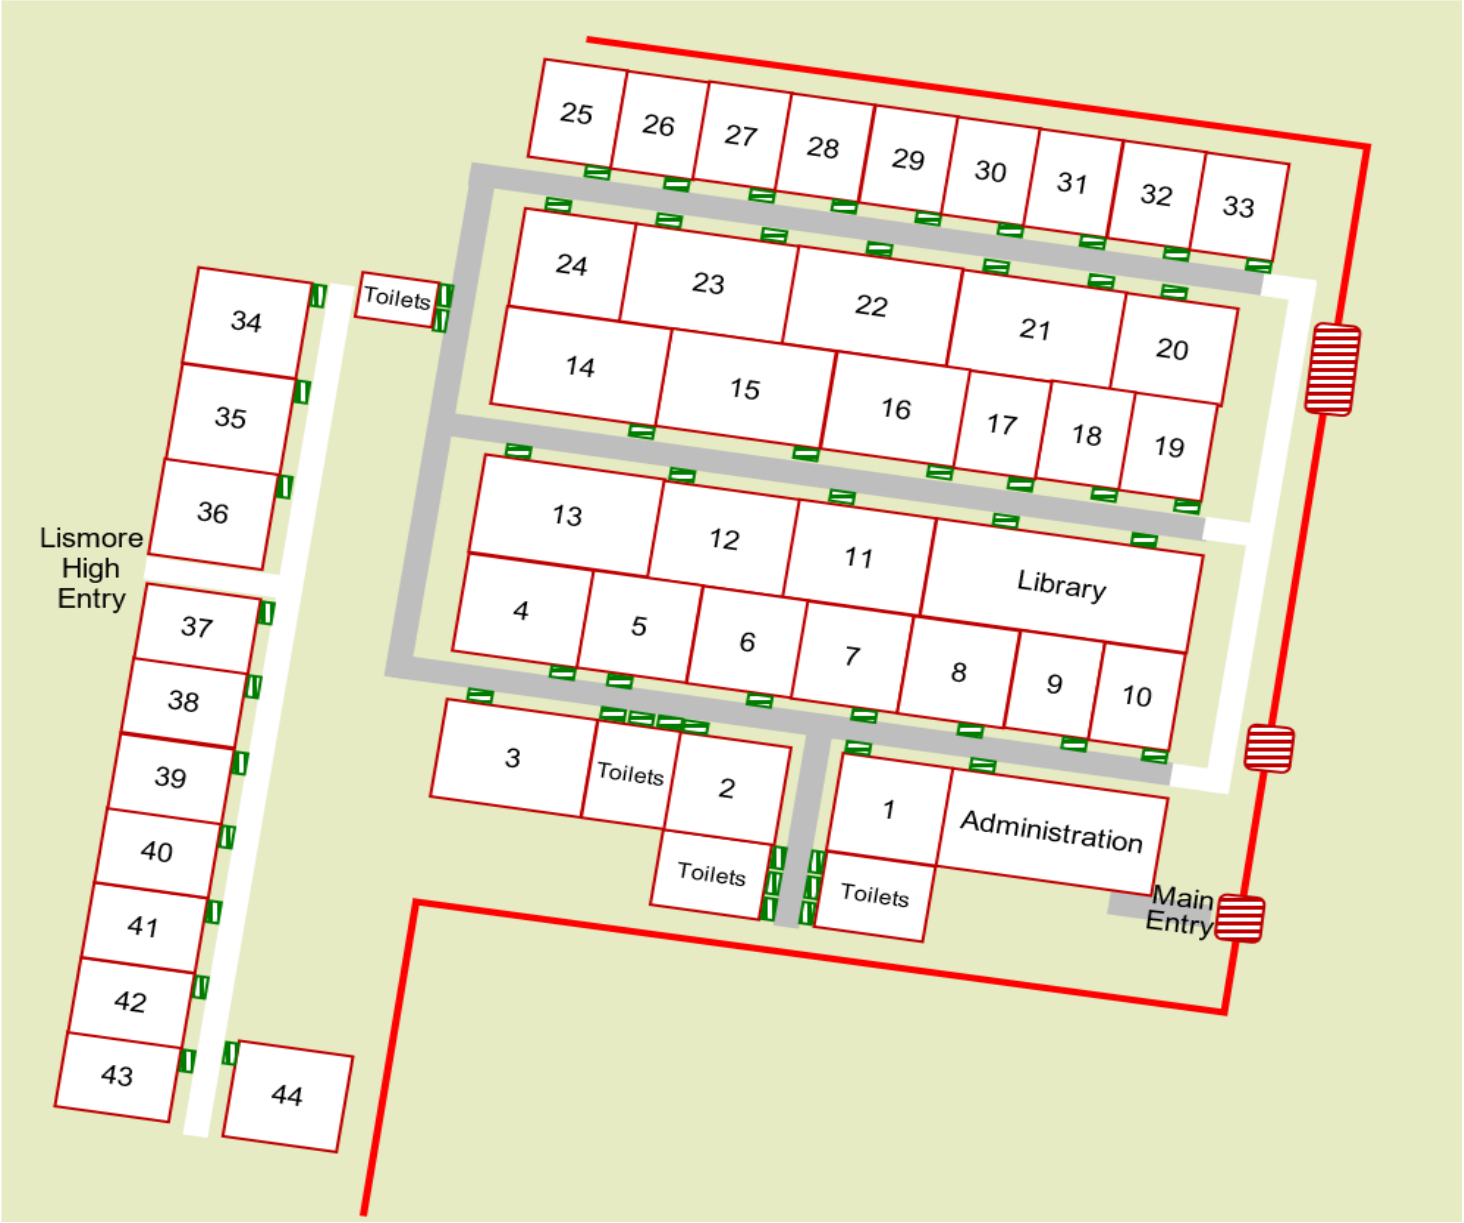 25 26 27 28 29 30 31 32 33
24 23 22 21 20
Toilets
14 15 16 17 18 19
34
35
36
Lismore
High
Entry
13 12 11 Library
4 5 6 7 8 9 10
37
38
39
40
41
42
43
44
3 Toilets 2
1 Administration
Toilets
Toilets
Main
Entry